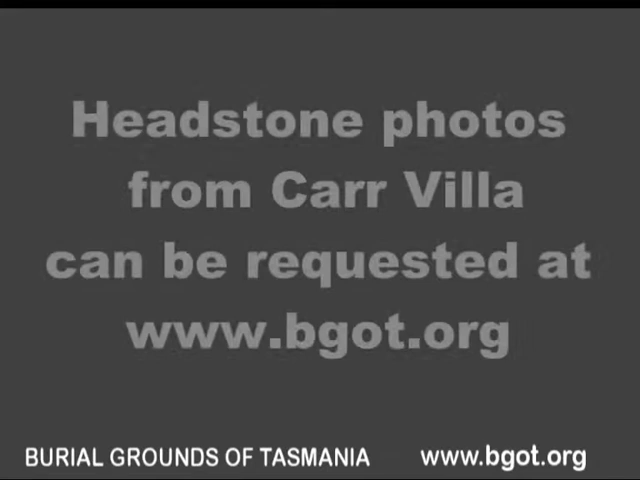 Headstone photos
from Carr Villa
can be requested at
www.bgot.org
BURIAL GROUNDS OF TASMANIA www.bgot.org